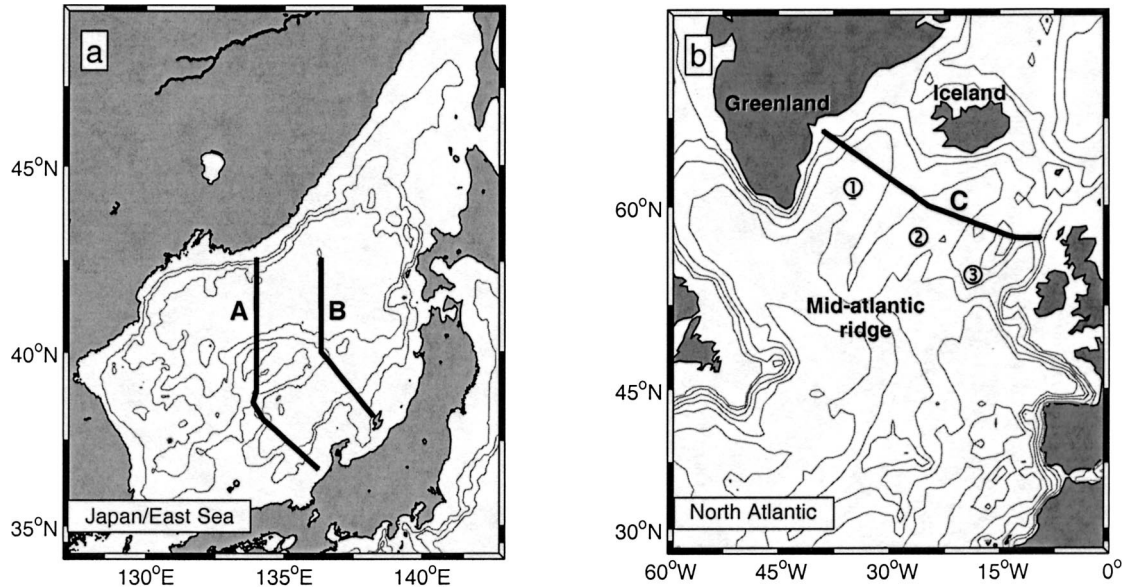 a
45°N
A
B
40°N
35°N
Japan/East Sea
130°E
135°E
140°E
b
Greenland
Iceland
①
C
60°N
②
③
Mid-atlantic
ridge
45°N
North Atlantic
30°N
60°W
45°W
30°W
15°W
0°